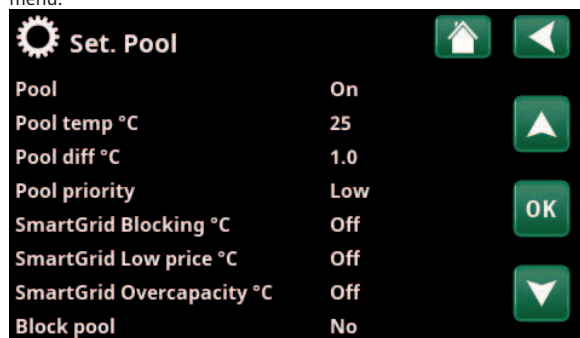 menu.
Set. Pool
Pool On
Pool temp °C 25
Pool diff °C 1.0
Pool priority Low
OK
SmartGrid Blocking °C Off
SmartGrid Low price °C Off
SmartGrid Overcapacity °C Off
Block pool No